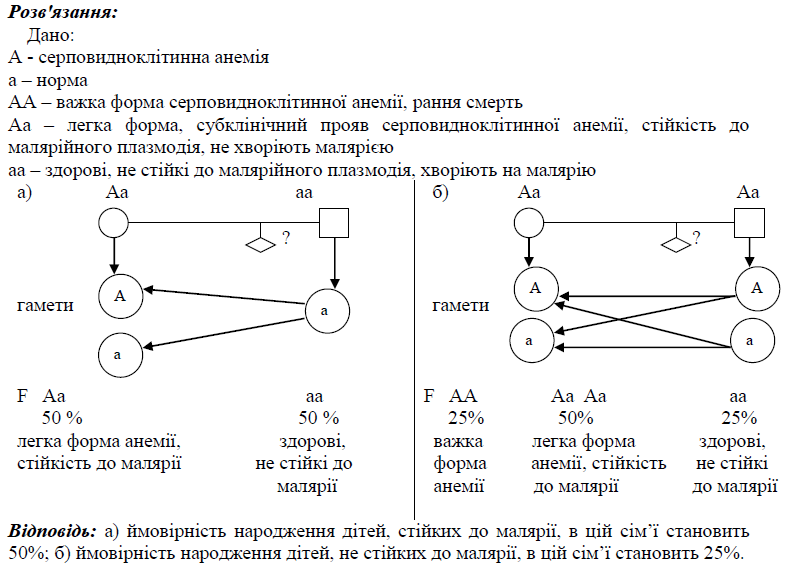 Розв'язання:
Дано:
А - серповидноклітинна анемія
а – норма
АА – важка форма серповидноклітинної анемії, рання смерть
Аа – легка форма, субклінічний прояв серповидноклітинної анемії, стійкість до
малярійного плазмодія, не хворіють малярією
аа – здорові, не стійкі до малярійного плазмодія, хворіють на малярію
а) Аа аа
?
гамети А а
а
F Аа аа
50 % 50 %
легка форма анемії, здорові,
стійкість до малярії не стійкі до
малярії
б) Аа Аа
?
А А
гамети
а а
F АА Аа Аа аа
25% 50% 25%
важка легка форма здорові,
форма анемії, стійкість не стійкі
анемії до малярії до малярії
Відповідь: а) ймовірність народження дітей, стійких до малярії, в цій сім’ї становить
50%; б) ймовірність народження дітей, не стійких до малярії, в цій сім’ї становить 25%.